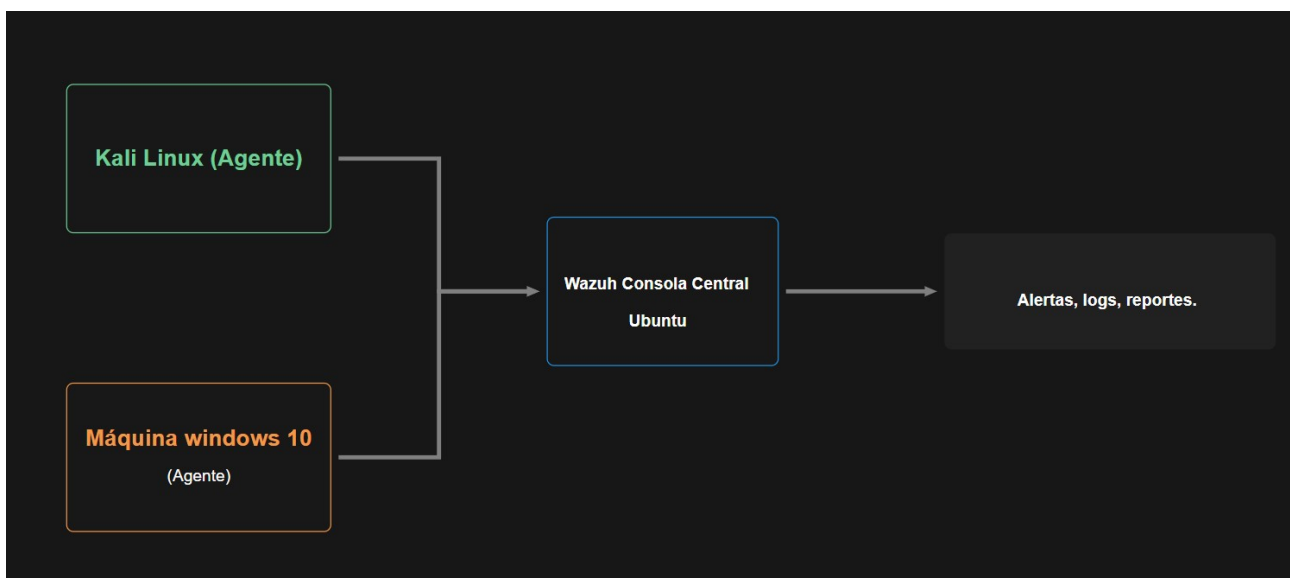 Kali Linux (Agente)
Máquina windows 10
(Agente)
Wazuh Consola Central
Ubuntu
Alertas, logs, reportes.